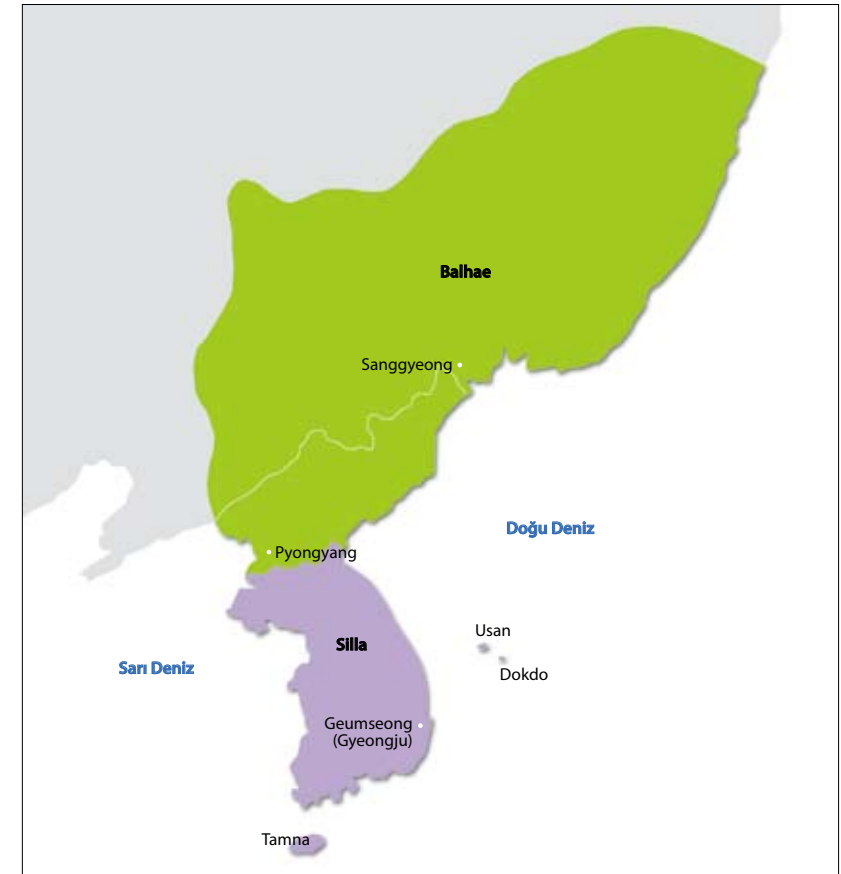 Balhae
Sanggyeong
Doğu Deniz
Pyongyang
Usan
Silla
Sarı Deniz
Dokdo
Geumseong
(Gyeongju)
Tamna